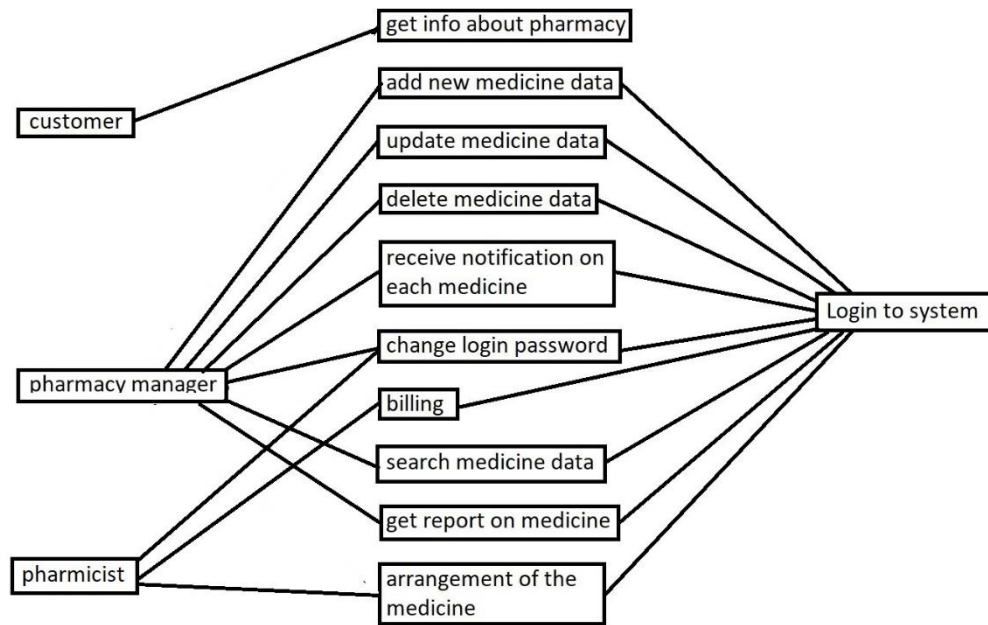 get info about pharmacy
add new medicine data
customer
update medicine data
delete medicine data
receive notification on
each medicine
Login to system
change login password
pharmacy manager
billing
search medicine data
get report on medicine
pharmicist
arrangement of the
medicine